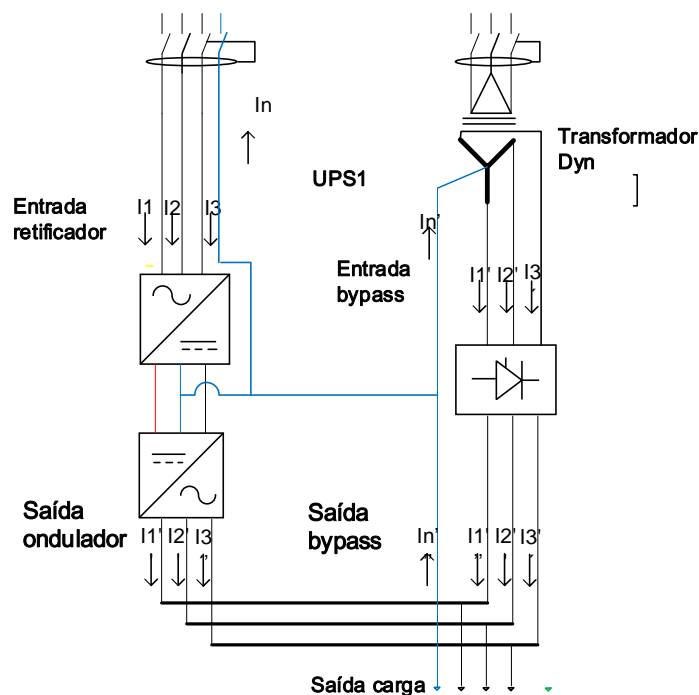 In
Transformador
Dyn
UPS1
Entrada
retificador
I1 I2 I3
In'
Entrada
bypass
I1' I2' I3
Saída
ondulador
I1' I2' I3
Saída
bypass
In' I1' I2' I3'
Saída carga